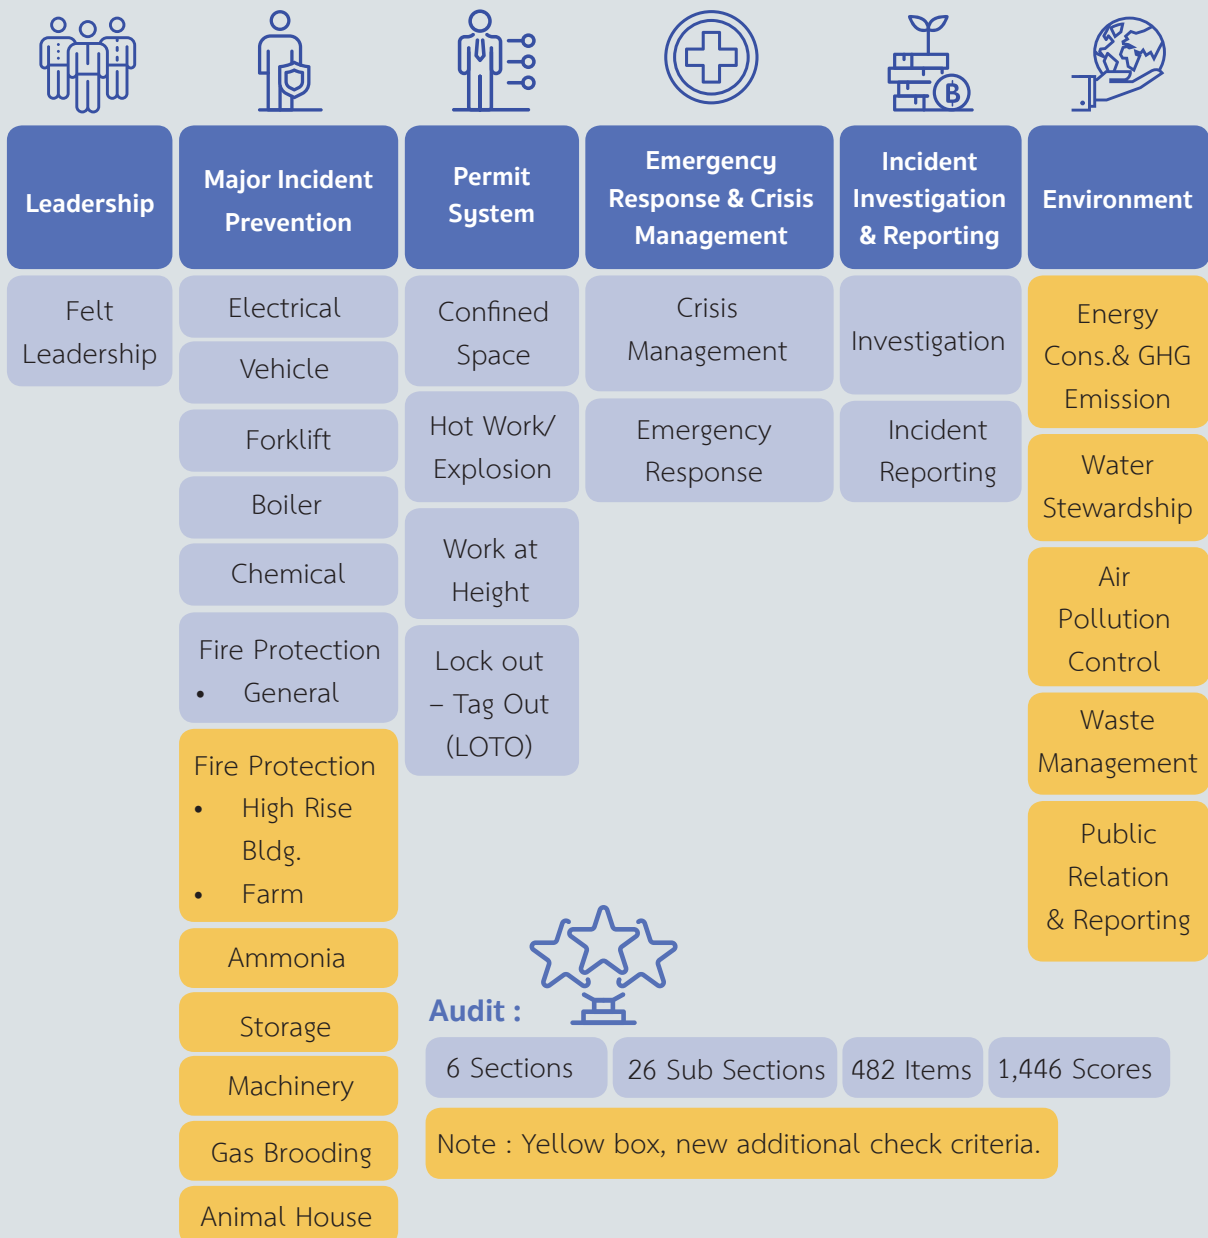 Leadership
Felt
Leadership
Major Incident
Prevention
Electrical
Vehicle
Forklift
Boiler
Chemical
Fire Protection
• General
Fire Protection
• High Rise
Bldg.
• Farm
Ammonia
Storage
Machinery
Gas Brooding
Animal House
Permit
System
Confined
Space
Hot Work/
Explosion
Work at
Height
Lock out
– Tag Out
(LOTO)
Emergency
Response & Crisis
Management
Crisis
Management
Emergency
Response
฿
Incident
Investigation
& Reporting
Investigation
Incident
Reporting
Environment
Energy
Cons.& GHG
Emission
Water
Stewardship
Air
Pollution
Control
Waste
Management
Public
Relation
& Reporting
Audit :
6 Sections
26 Sub Sections
482 Items
1,446 Scores
Note : Yellow box, new additional check criteria.